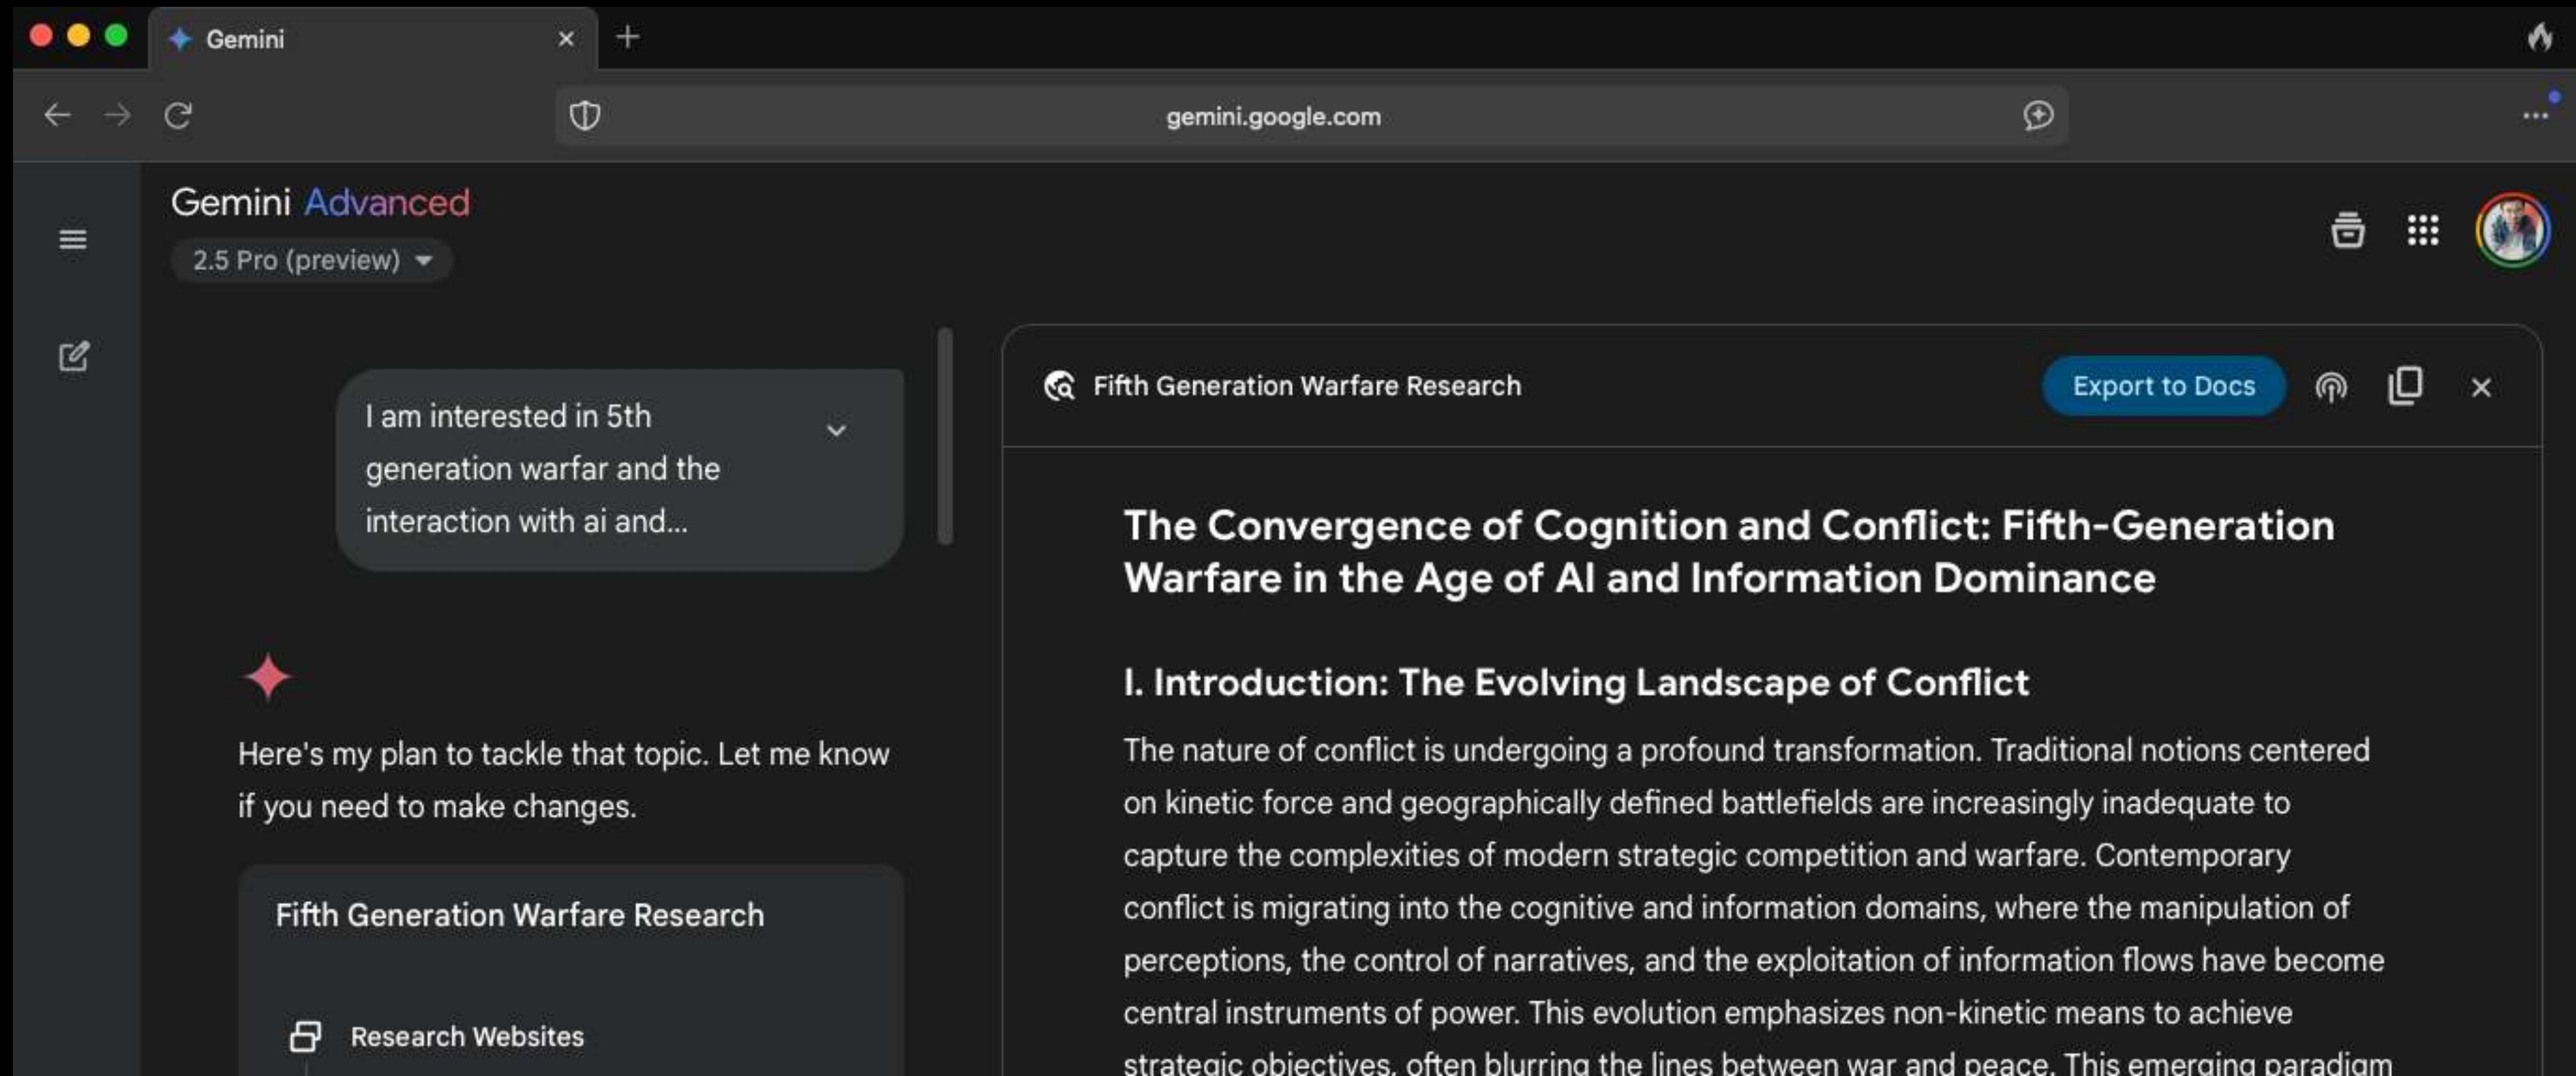 Gemini
gemini.google.com
Gemini Advanced
2.5 Pro (preview)
I am interested in 5th
generation warfar and the
interaction with ai and...
Here's my plan to tackle that topic. Let me know
if you need to make changes.
Fifth Generation Warfare Research
Research Websites
Fifth Generation Warfare Research
Export to Docs
The Convergence of Cognition and Conflict: Fifth-Generation
Warfare in the Age of AI and Information Dominance
I. Introduction: The Evolving Landscape of Conflict
The nature of conflict is undergoing a profound transformation. Traditional notions centered
on kinetic force and geographically defined battlefields are increasingly inadequate to
capture the complexities of modern strategic competition and warfare. Contemporary
conflict is migrating into the cognitive and information domains, where the manipulation of
perceptions, the control of narratives, and the exploitation of information flows have become
central instruments of power. This evolution emphasizes non-kinetic means to achieve
strategic objectives, often blurring the lines between war and peace. This emerging paradigm